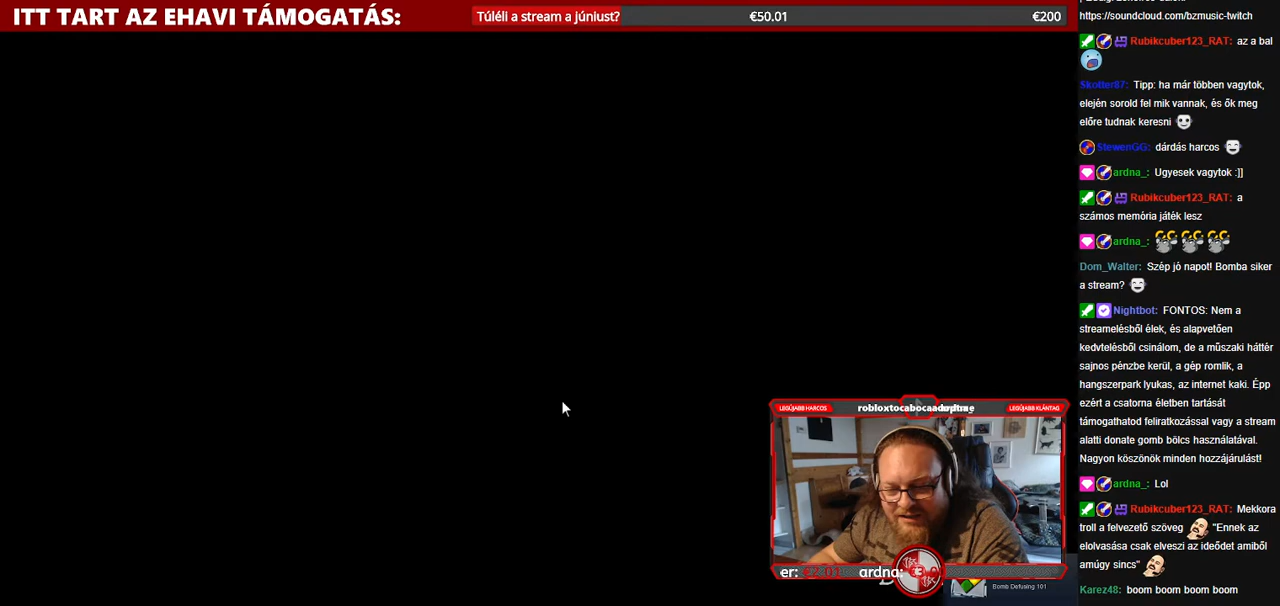 ITT TART AZ EHAVI TÁMOGATÁS:
Túléll a stream a júniust?
€50.01
€200
https://soundcloud.com/bzmusic-twitch
Rubikcuber123_RAT: az a bal
Skotter87: Tipp: ha már többen vagytok,
elején sorold fel mik vannak, és ők meg
előre tudnak keresni
StewenGG: dárdás harcos
ardna_: Ugyesek vagytok :]]
Rubikcuber123_RAT: a
számos memória játék lesz
ardna_:
Dom_Walter: Szép jó napot! Bomba siker
a stream?
Nightbot: FONTOS: Nem a
streamelésből élek, és alapvetően
kedvtelésből csinálom, de a műszaki háttér
sajnos pénzbe kerül, a gép romlik, a
hangszerpark lyukas, az internet kaki. Épp
ezért a csatorna életben tartását
támogathatod feliratkozással vagy a stream
alatti donate gomb bölcs használatával.
Nagyon köszönök minden hozzájárulást!
ardna_: Lol
Rubikcuber123_RAT: Mekkora
troll a felvezető szöveg "Ennek az
elolvasása csak elveszi az idődet amiből
amúgy sincs"
Karez48: boom boom boom boom
LEGÚJABB HARCOS
LEGÚJABB KLÁNTAG
er:
ardna:
Bomb Defusing 101